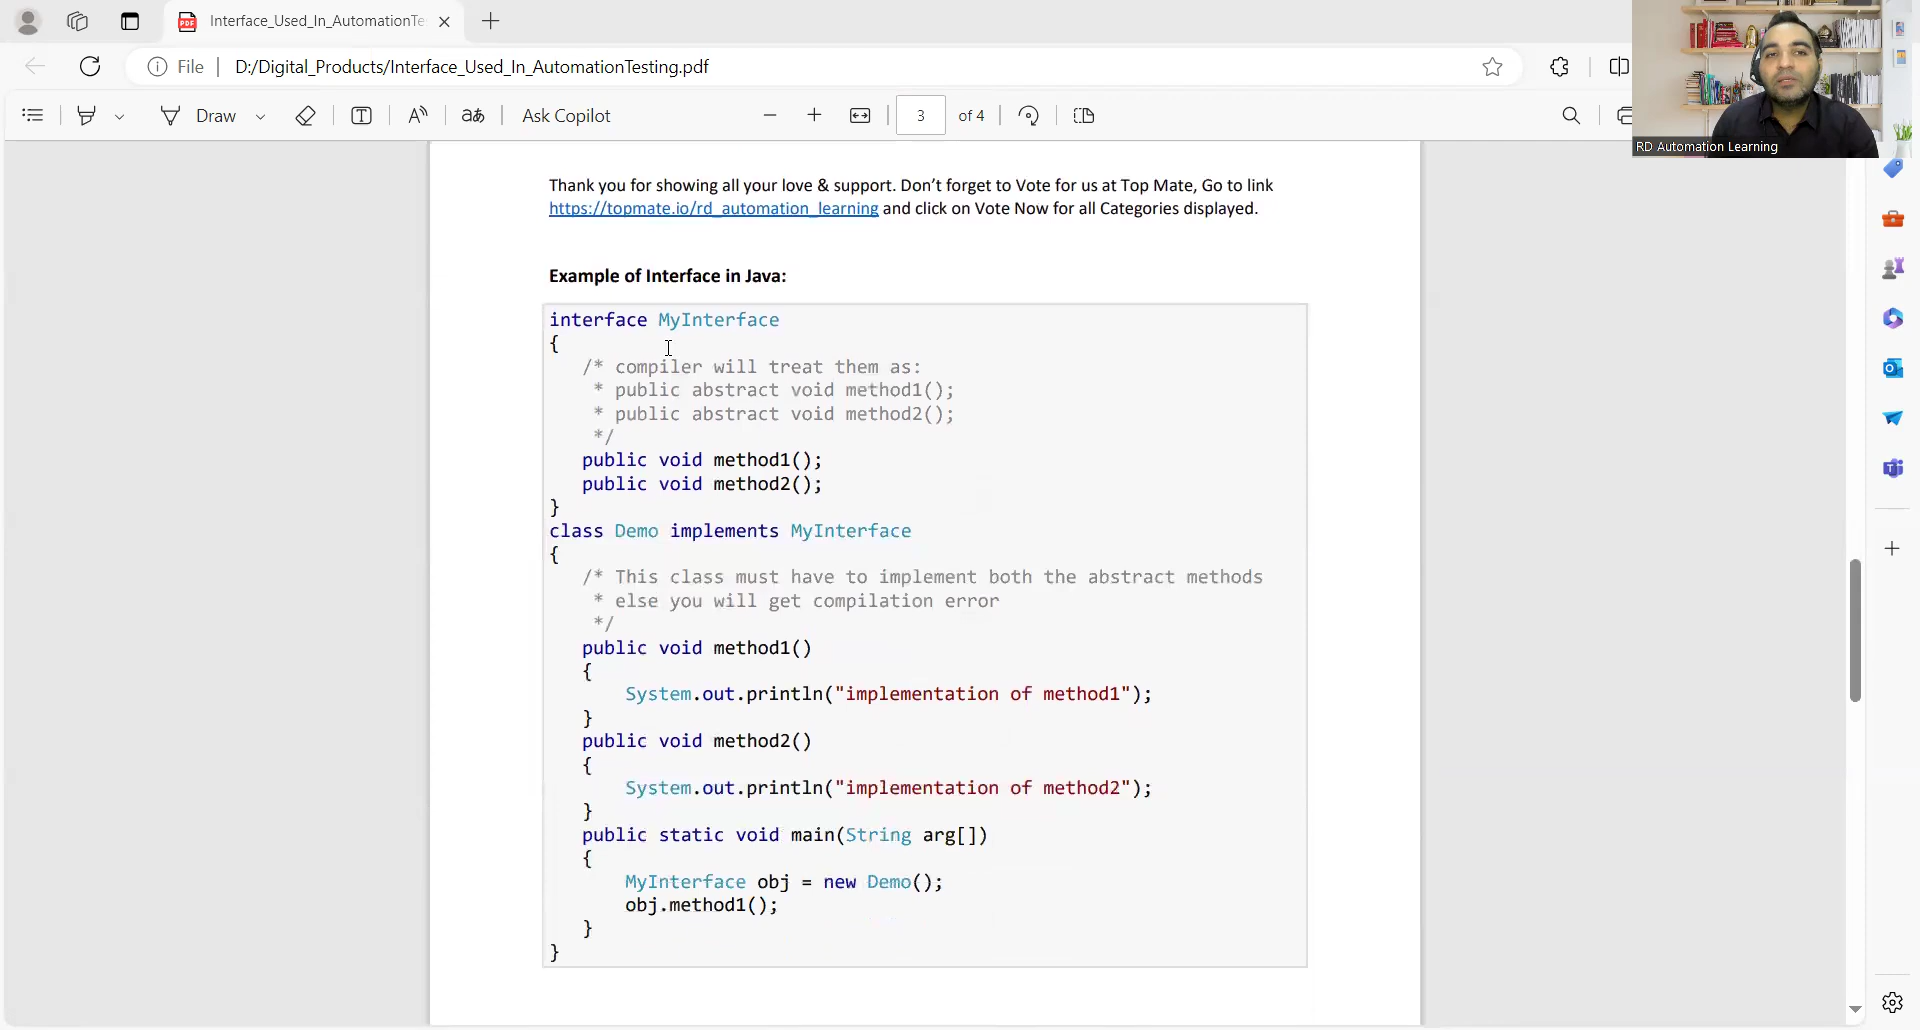 Interface_Used_In_AutomationTe
File
D:/Digital_Products/Interface_Used_In_AutomationTesting.pdf
Draw
Ask Copilot
3 of 4
RD Automation Learning
Thank you for showing all your love & support. Don’t forget to Vote for us at Top Mate, Go to link
https://topmate.io/rd_automation_learning and click on Vote Now for all Categories displayed.
Example of Interface in Java:
interface MyInterface
{
/* compiler will treat them as:
* public abstract void method1();
* public abstract void method2();
*/
public void method1();
public void method2();
}
class Demo implements MyInterface
{
/* This class must have to implement both the abstract methods
* else you will get compilation error
*/
public void method1()
{
System.out.println("implementation of method1");
}
public void method2()
{
System.out.println("implementation of method2");
}
public static void main(String arg[])
{
MyInterface obj = new Demo();
obj.method1();
}
}